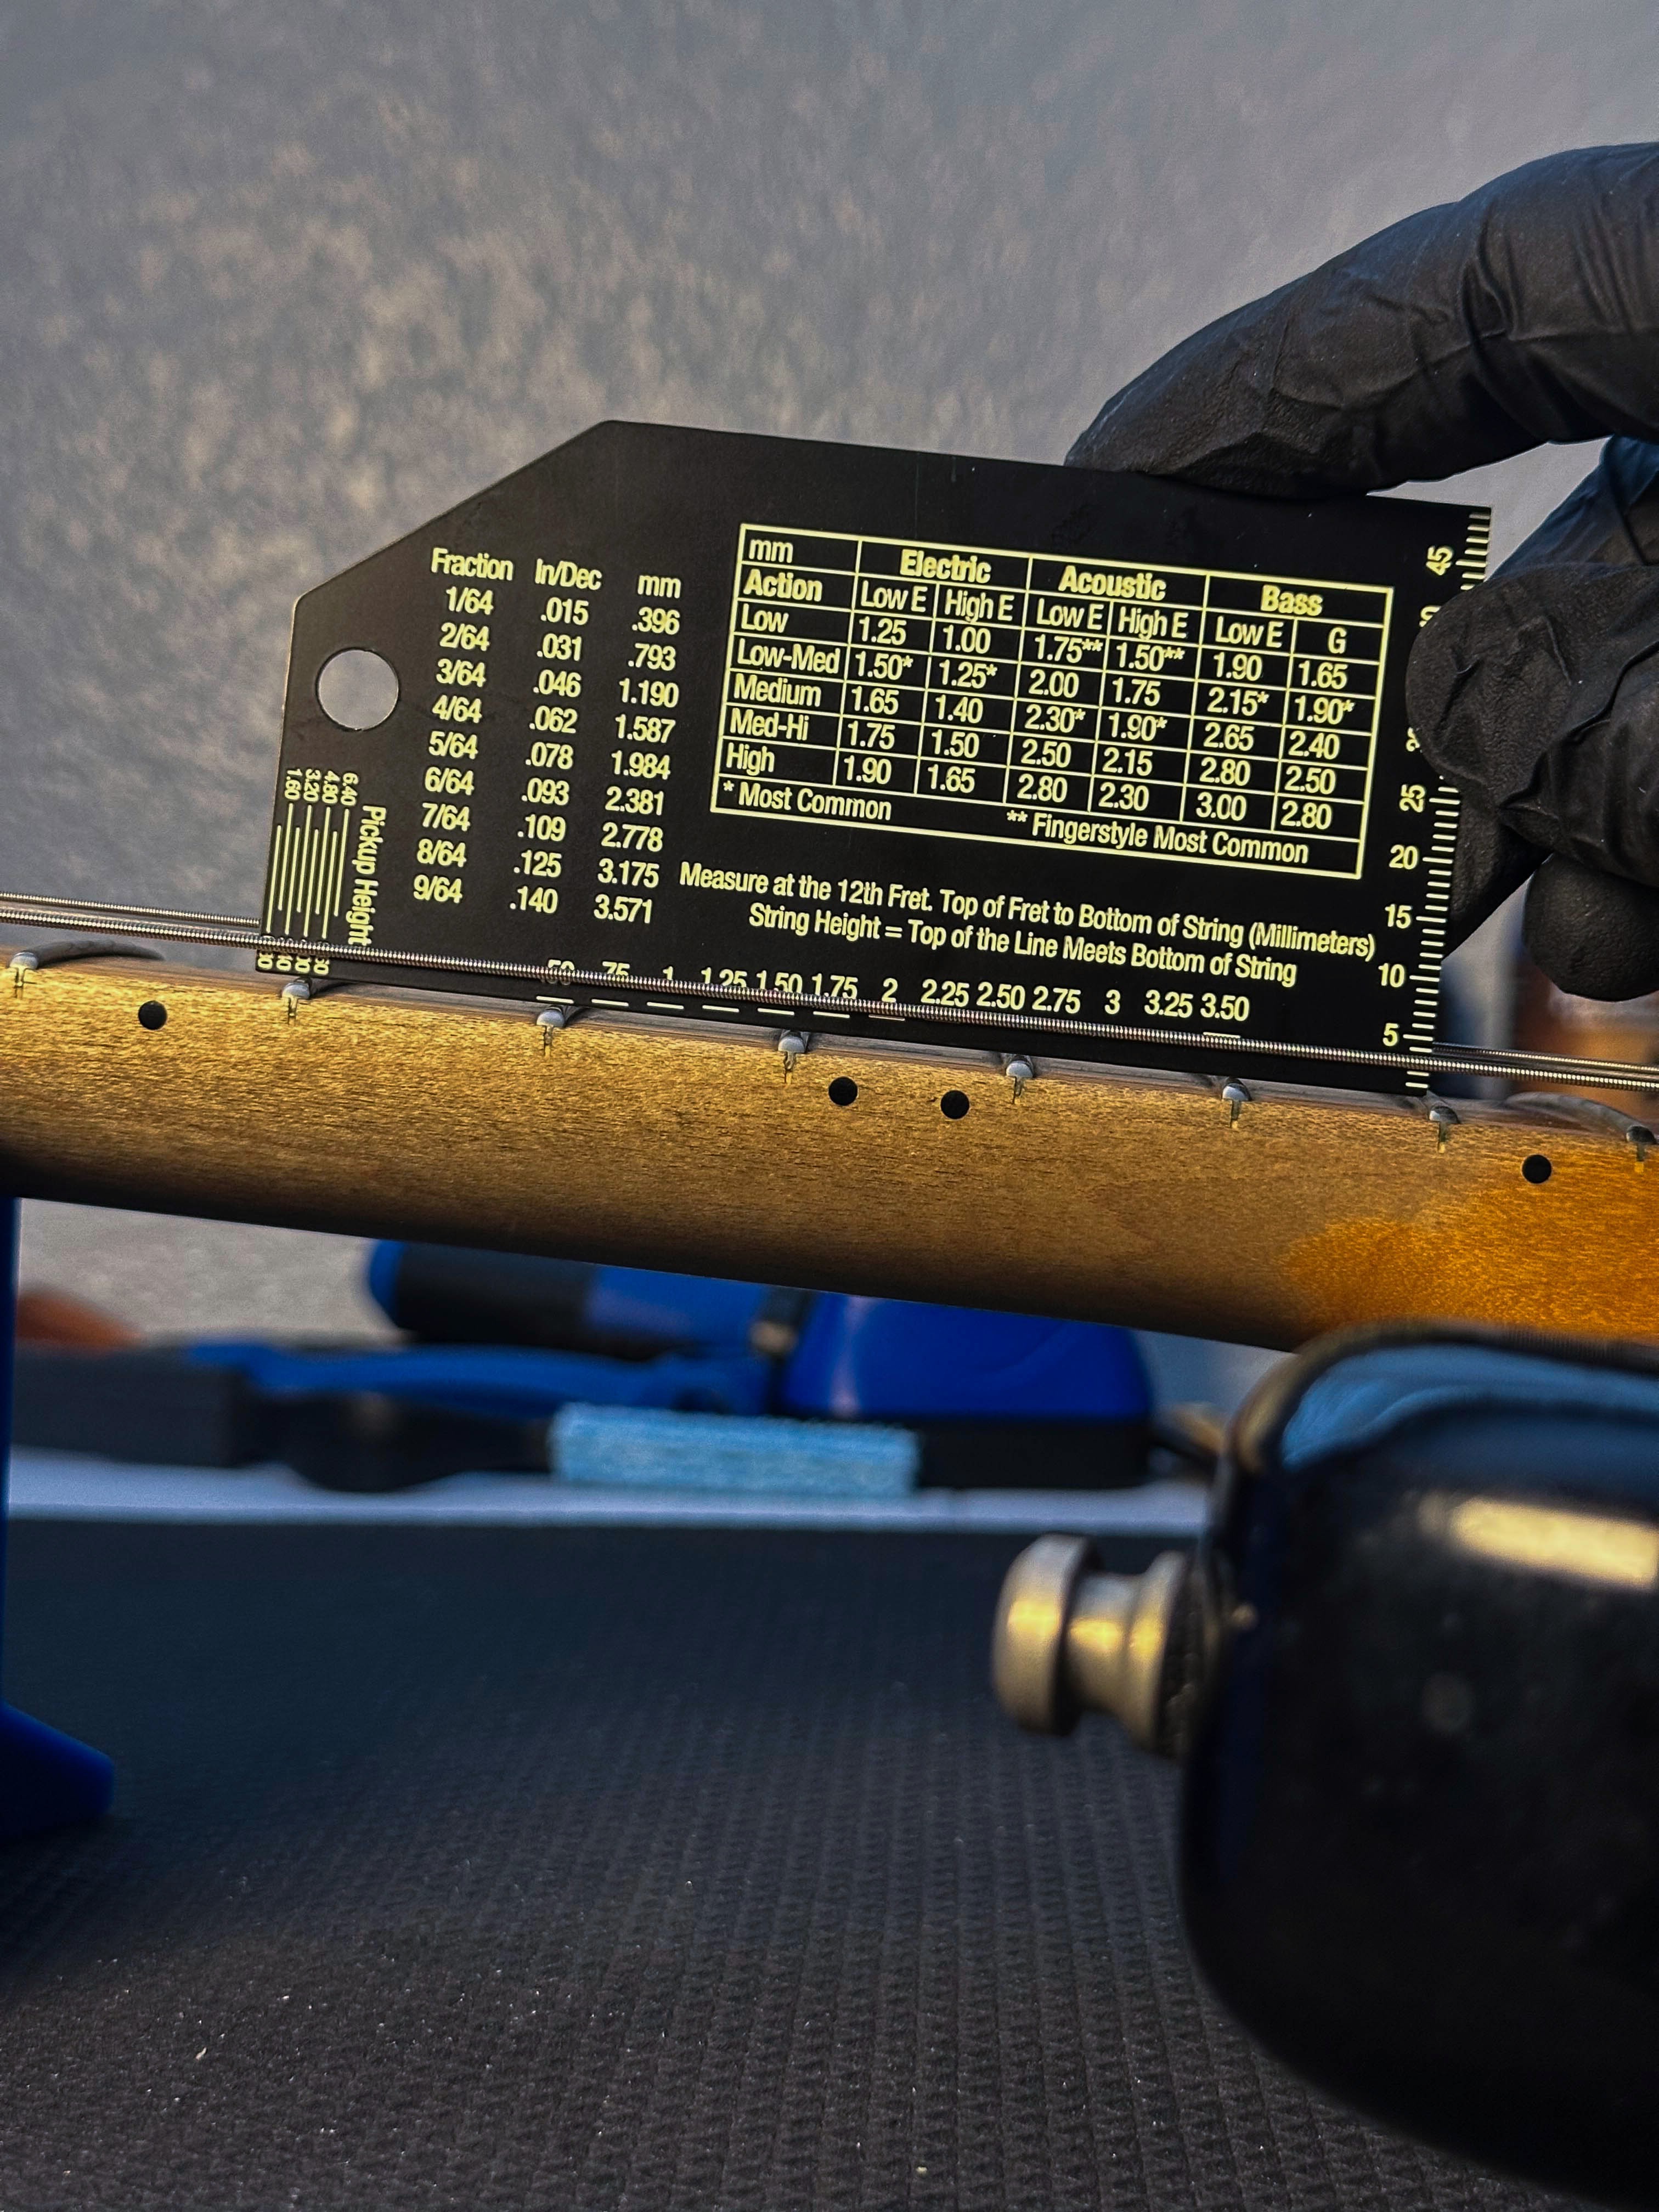 Fraction In/Dec mm
1/64 .015 .396
2/64 .031 .793
3/64 .046 1.190
4/64 .062 1.587
5/64 .078 1.984
6/64 .093 2.381
7/64 .109 2.778
8/64 .125 3.175
9/64 .140 3.571
mm Electric Acoustic Bass
Action Low E High E Low E High E Low E G
Low 1.25 1.00 1.75** 1.50** 1.90 1.65
Low-Med 1.50* 1.25* 2.00 1.75 2.15* 1.90*
Medium 1.65 1.40 2.30* 1.90* 2.65 2.40
Med-Hi 1.75 1.50 2.50 2.15 2.80 2.50
High 1.90 1.65 2.80 2.30 3.00 2.80
* Most Common ** Fingerstyle Most Common
Measure at the 12th Fret. Top of Fret to Bottom of String (Millimeters)
String Height = Top of the Line Meets Bottom of String
.50 .75 1 1.25 1.50 1.75 2 2.25 2.50 2.75 3 3.25 3.50
Pickup Height
6.40
4.80
3.20
1.60
45
25
20
15
10
5